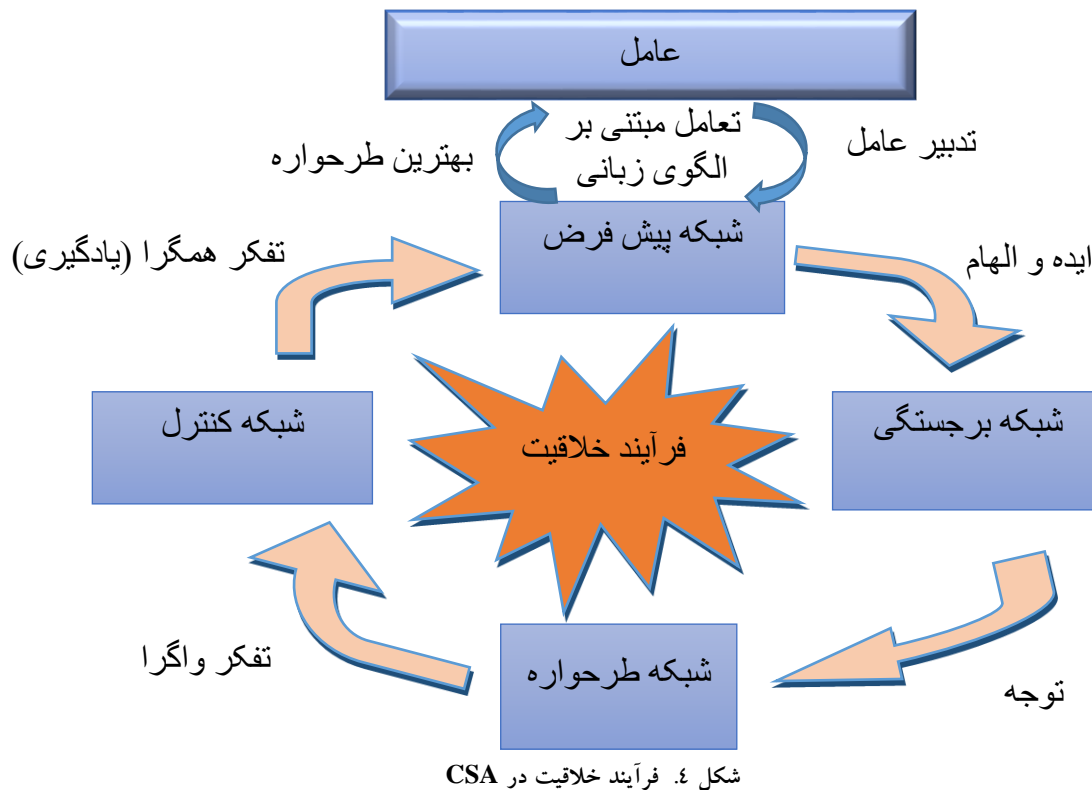 عامل
تعامل مبتنی بر
الگوی زبانی
تدبیر عامل
بهترین طرحواره
شبکه پیش فرض
ایده و الهام
تفکر همگرا (یادگیری)
شبکه برجستگی
شبکه کنترل
فرآیند خلاقیت
توجه
شبکه طرحواره
تفکر واگرا
شکل ٤. فرآیند خلاقیت در CSA